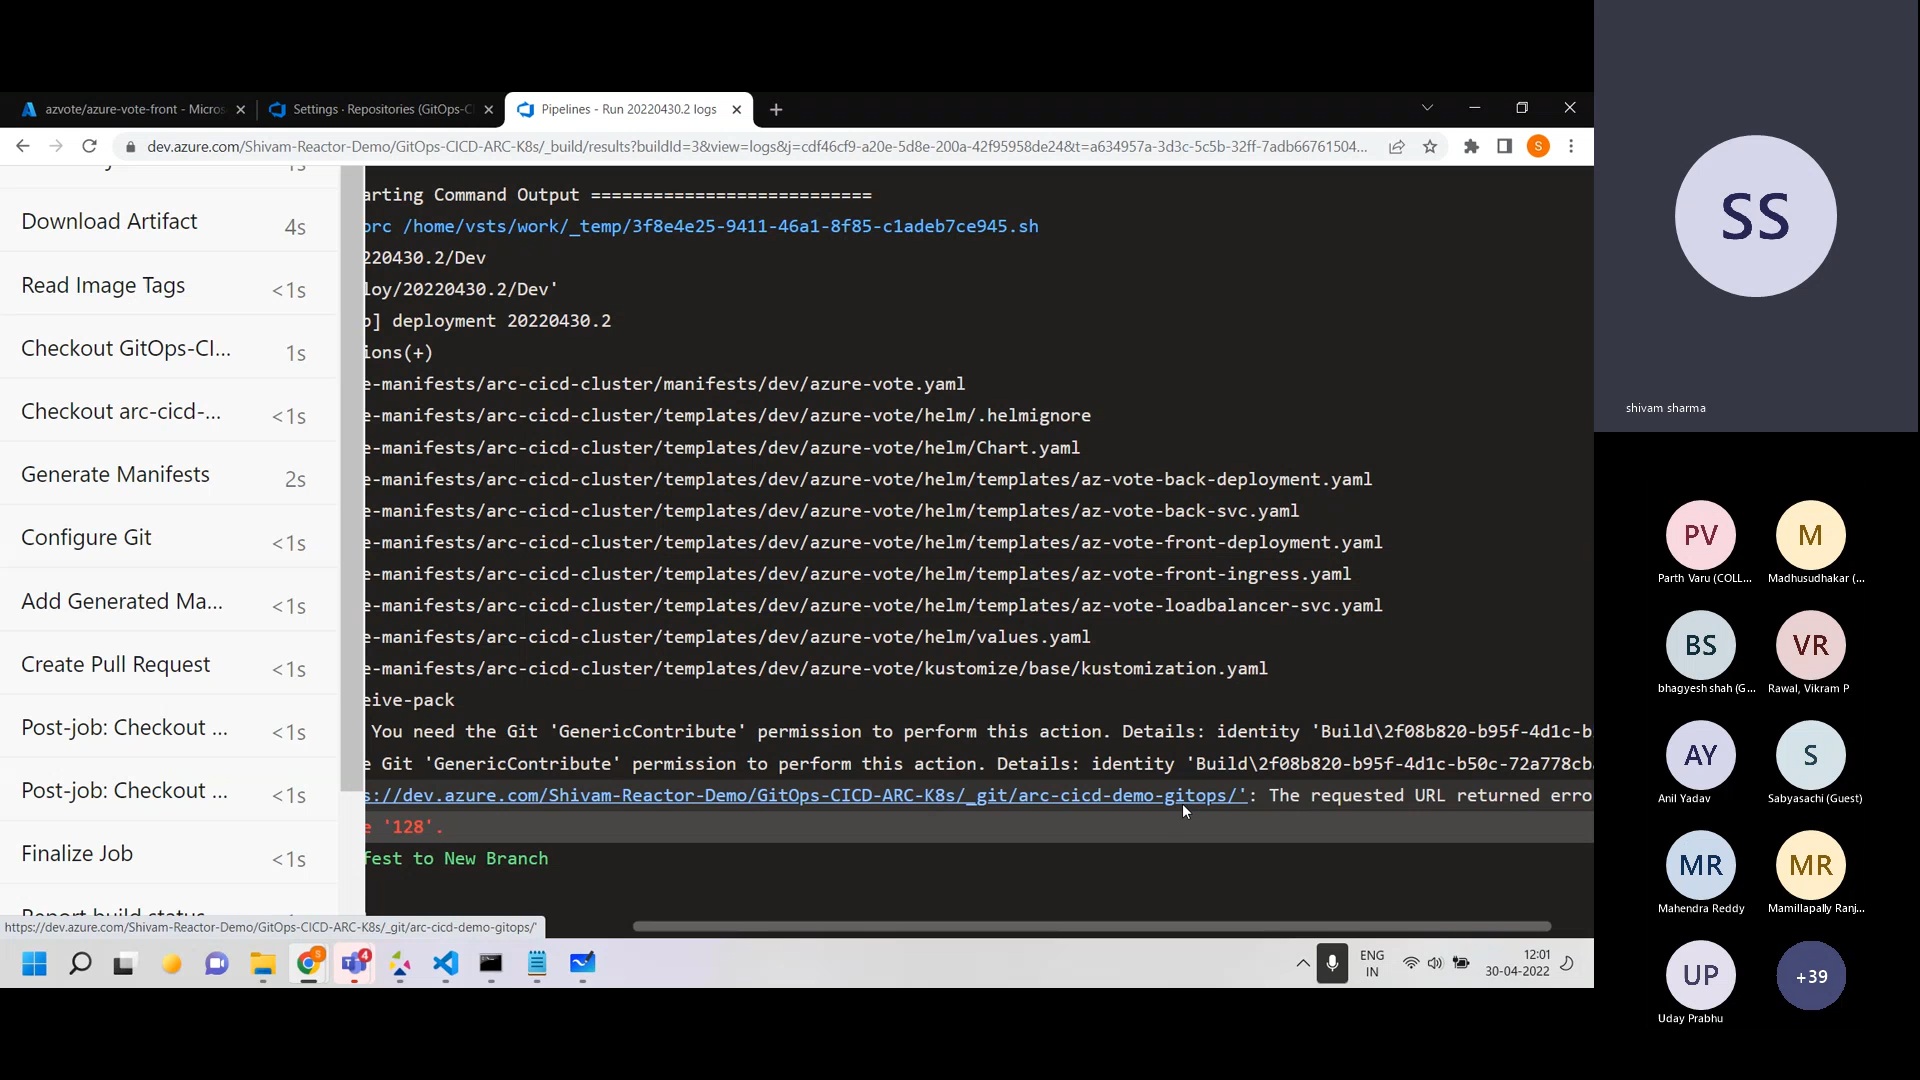 azvote/azure-vote-front - Micros
Settings · Repositories (GitOps-C
Pipelines - Run 20220430.2 logs
dev.azure.com/Shivam-Reactor-Demo/GitOps-CICD-ARC-K8s/_build/results?buildId=3&view=logs&j=cdf46cf9-a20e-5d8e-200a-42f95958de24&t=a634957a-3d3c-5c5b-32ff-7adb66761504...
S
Download Artifact 4s
Read Image Tags <1s
Checkout GitOps-CI... 1s
Checkout arc-cicd-... <1s
Generate Manifests 2s
Configure Git <1s
Add Generated Ma... <1s
Create Pull Request <1s
Post-job: Checkout ... <1s
Post-job: Checkout ... <1s
Finalize Job <1s
Report build status
arting Command Output ===========================
orc /home/vsts/work/_temp/3f8e4e25-9411-46a1-8f85-c1adeb7ce945.sh
220430.2/Dev
loy/20220430.2/Dev'
] deployment 20220430.2
ions(+)
e-manifests/arc-cicd-cluster/manifests/dev/azure-vote.yaml
e-manifests/arc-cicd-cluster/templates/dev/azure-vote/helm/.helmignore
e-manifests/arc-cicd-cluster/templates/dev/azure-vote/helm/Chart.yaml
e-manifests/arc-cicd-cluster/templates/dev/azure-vote/helm/templates/az-vote-back-deployment.yaml
e-manifests/arc-cicd-cluster/templates/dev/azure-vote/helm/templates/az-vote-back-svc.yaml
e-manifests/arc-cicd-cluster/templates/dev/azure-vote/helm/templates/az-vote-front-deployment.yaml
e-manifests/arc-cicd-cluster/templates/dev/azure-vote/helm/templates/az-vote-front-ingress.yaml
e-manifests/arc-cicd-cluster/templates/dev/azure-vote/helm/templates/az-vote-loadbalancer-svc.yaml
e-manifests/arc-cicd-cluster/templates/dev/azure-vote/helm/values.yaml
e-manifests/arc-cicd-cluster/templates/dev/azure-vote/kustomize/base/kustomization.yaml
eive-pack
You need the Git 'GenericContribute' permission to perform this action. Details: identity 'Build\2f08b820-b95f-4d1c-b
e Git 'GenericContribute' permission to perform this action. Details: identity 'Build\2f08b820-b95f-4d1c-b50c-72a778cb
s://dev.azure.com/Shivam-Reactor-Demo/GitOps-CICD-ARC-K8s/_git/arc-cicd-demo-gitops/': The requested URL returned erro
e '128'.
fest to New Branch
https://dev.azure.com/Shivam-Reactor-Demo/GitOps-CICD-ARC-K8s/_git/arc-cicd-demo-gitops/'
S
4
ENG
IN
12:01
30-04-2022
SS
shivam sharma
PV
Parth Varu (COLL...
M
Madhusudhakar (...
BS
bhagyesh shah (G...
VR
Rawal, Vikram P
AY
Anil Yadav
S
Sabyasachi (Guest)
MR
Mahendra Reddy
MR
Mamillapally Ranj...
UP
Uday Prabhu
+39